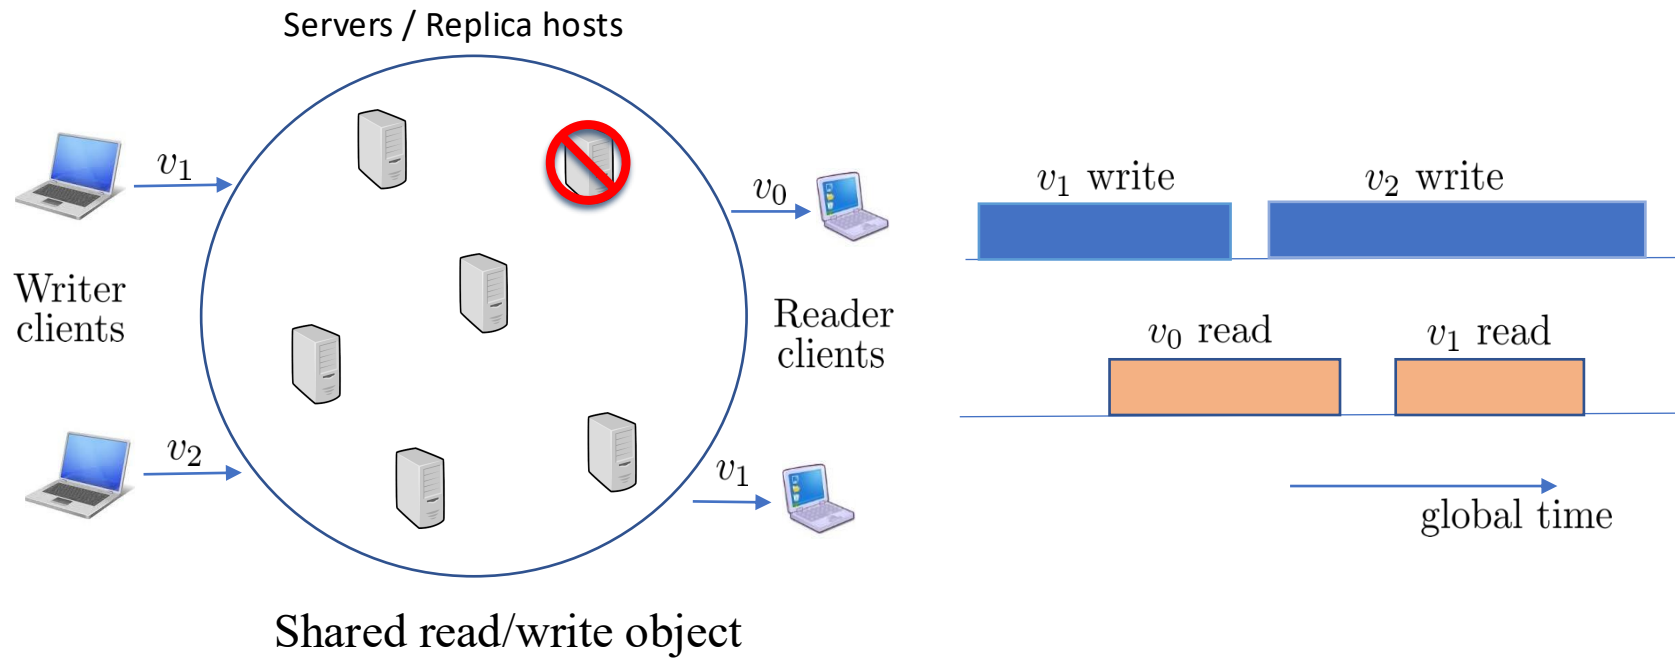 Servers / Replica hosts
v₁
v₀
Writer
clients
Reader
clients
v₂
v₁
Shared read/write object
v₁ write
v₂ write
v₀ read
v₁ read
global time